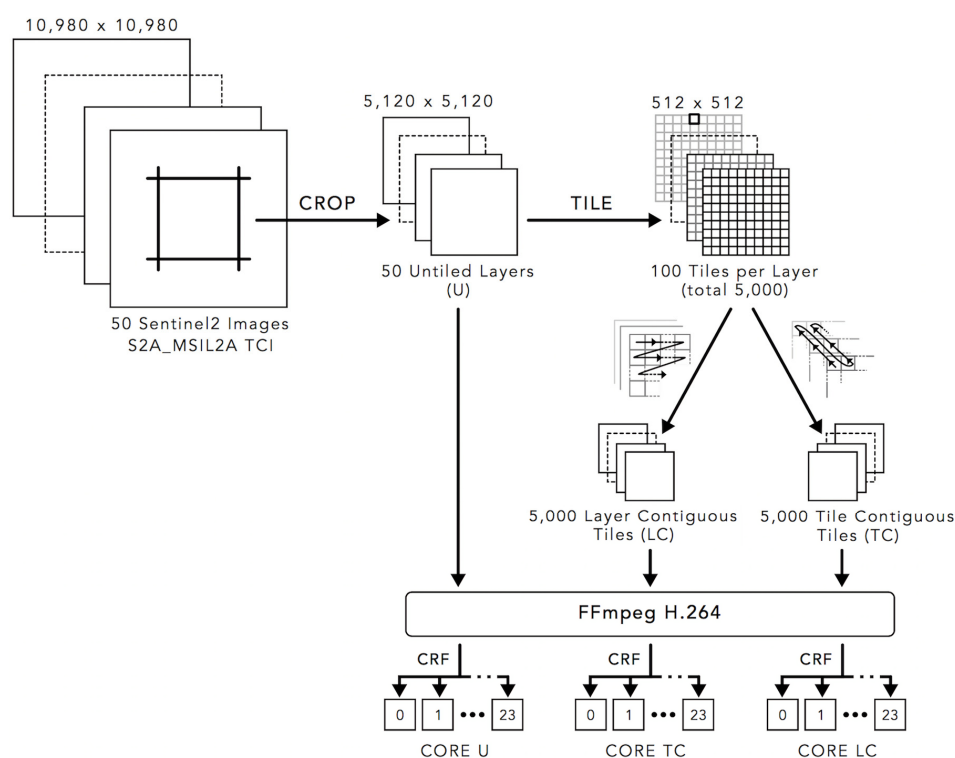 10,980 x 10,980
5,120 x 5,120
512 x 512
CROP
TILE
50 Untiled Layers
(U)
100 Tiles per Layer
(total 5,000)
50 Sentinel2 Images
S2A_MSIL2A TCI
5,000 Layer Contiguous
Tiles (LC)
5,000 Tile Contiguous
Tiles (TC)
FFmpeg H.264
CRF
CRF
CRF
0 1 ••• 23
0 1 ••• 23
0 1 ••• 23
CORE U
CORE TC
CORE LC